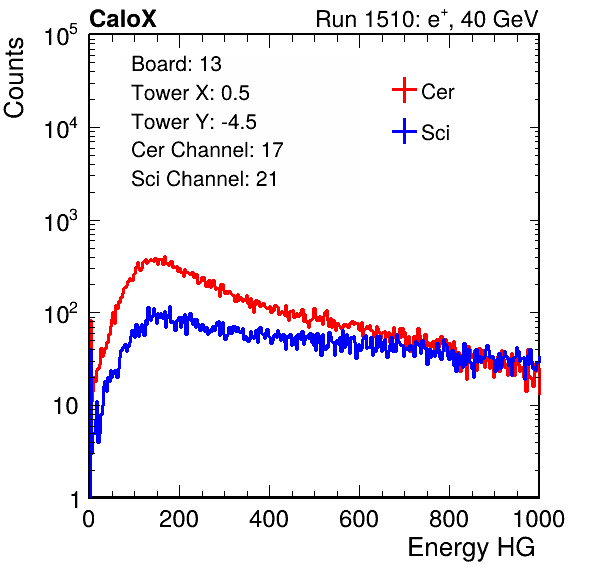 CaloX Run 1510: e⁺, 40 GeV
Counts
10⁵
10⁴
10³
10²
10
1
Board: 13
Tower X: 0.5
Tower Y: -4.5
Cer Channel: 17
Sci Channel: 21
Cer
Sci
0 200 400 600 800 1000
Energy HG